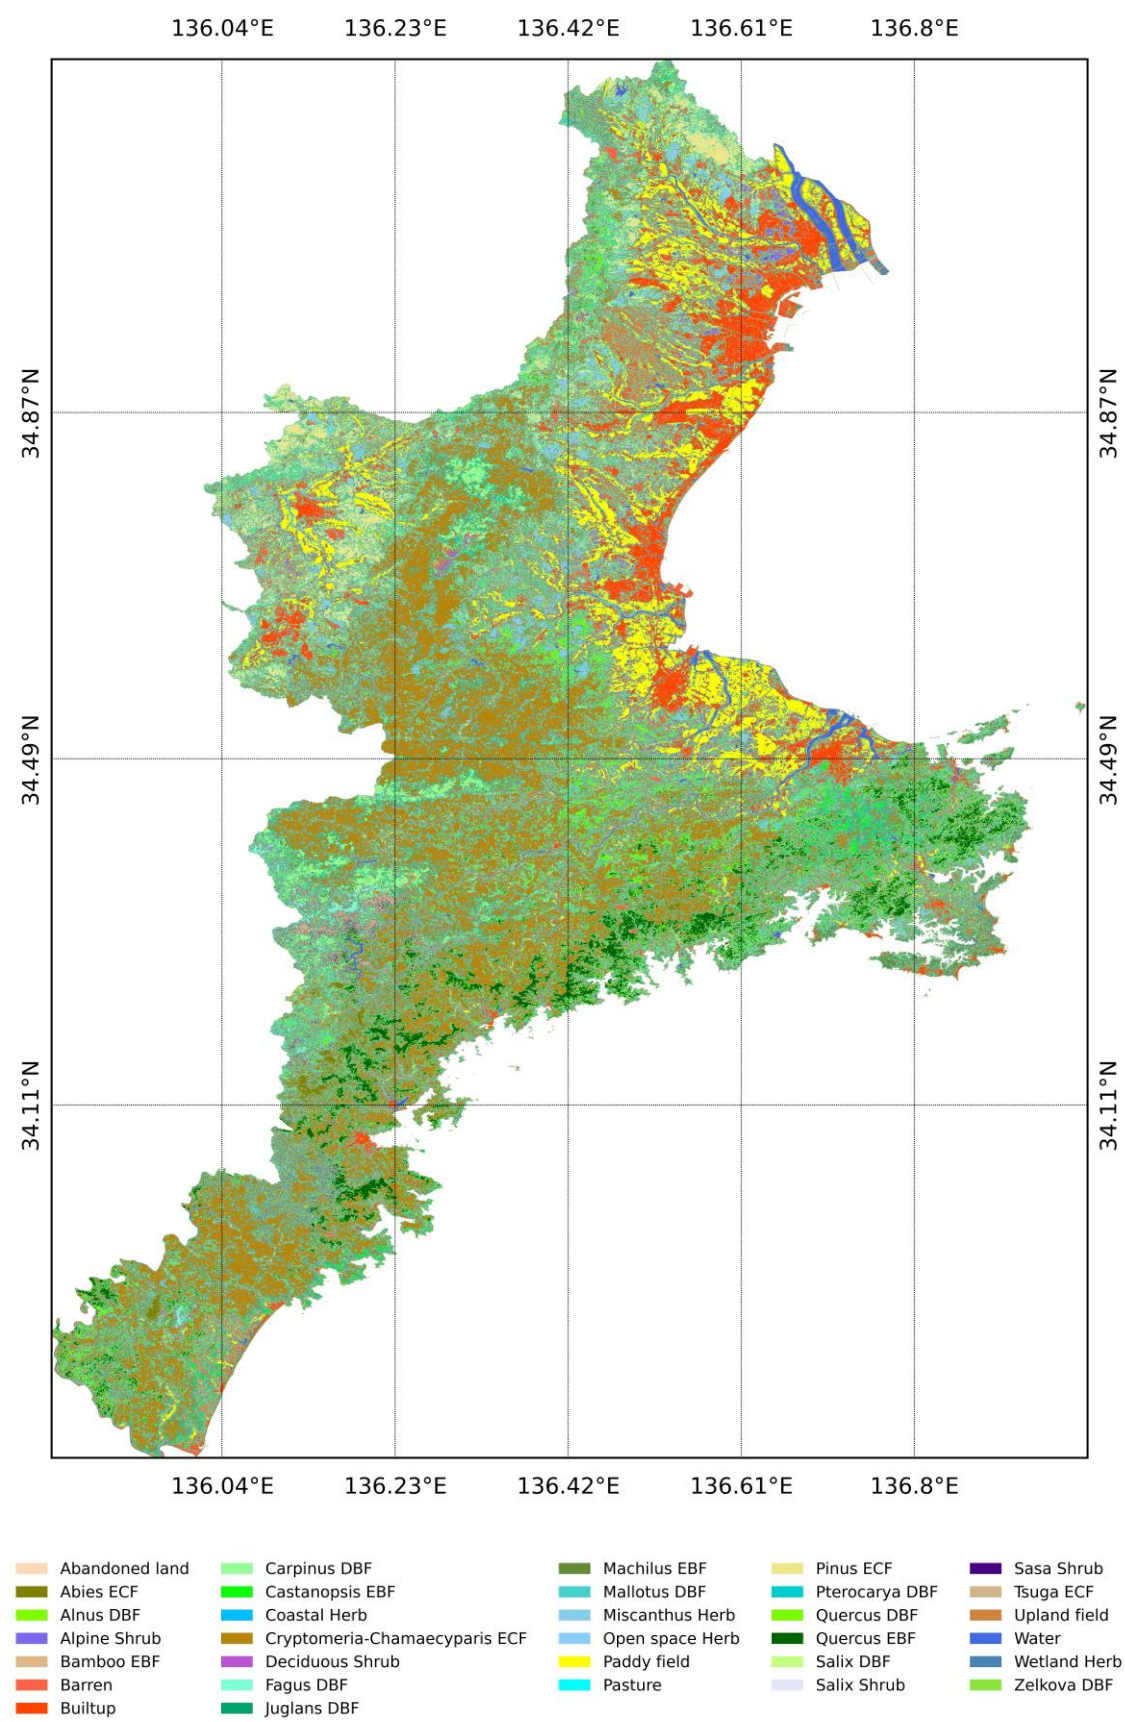 136.04°E 136.23°E 136.42°E 136.61°E 136.8°E
34.87°N 34.87°N
34.49°N 34.49°N
34.11°N 34.11°N
136.04°E 136.23°E 136.42°E 136.61°E 136.8°E
Abandoned land
Abies ECF
Alnus DBF
Alpine Shrub
Bamboo EBF
Barren
Builtup
Carpinus DBF
Castanopsis EBF
Coastal Herb
Cryptomeria-Chamaecyparis ECF
Deciduous Shrub
Fagus DBF
Juglans DBF
Machilus EBF
Mallotus DBF
Miscanthus Herb
Open space Herb
Paddy field
Pasture
Pinus ECF
Pterocarya DBF
Quercus DBF
Quercus EBF
Salix DBF
Salix Shrub
Sasa Shrub
Tsuga ECF
Upland field
Water
Wetland Herb
Zelkova DBF